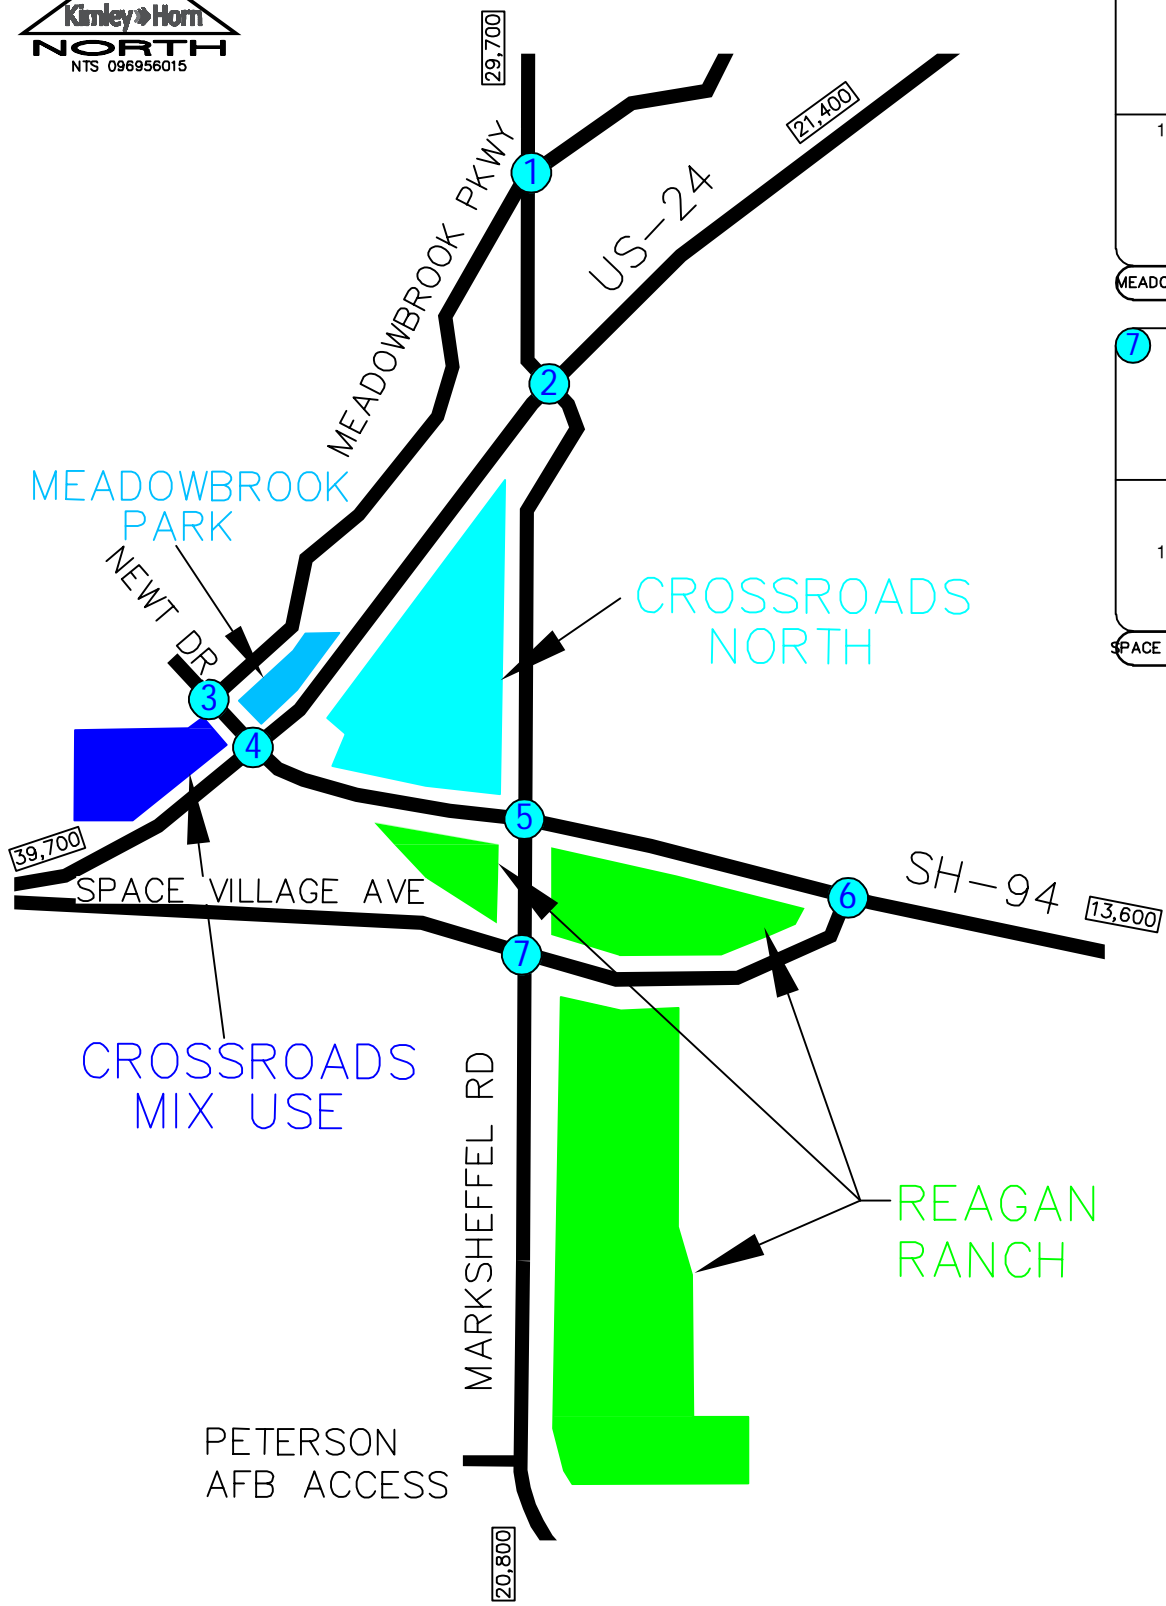 Kimley»Horn
NORTH
NTS 096956015
29,700
21,400
MEADOWBROOK PKWY
1
US-24
2
1
7
1
MEADOWBROOK
PARK
NEWT DR
CROSSROADS
NORTH
3
4
5
39,700
SPACE VILLAGE AVE
SH-94
6
13,600
7
SPACE
CROSSROADS
MIX USE
MARKSHEFFEL RD
REAGAN
RANCH
PETERSON
AFB ACCESS
20,800